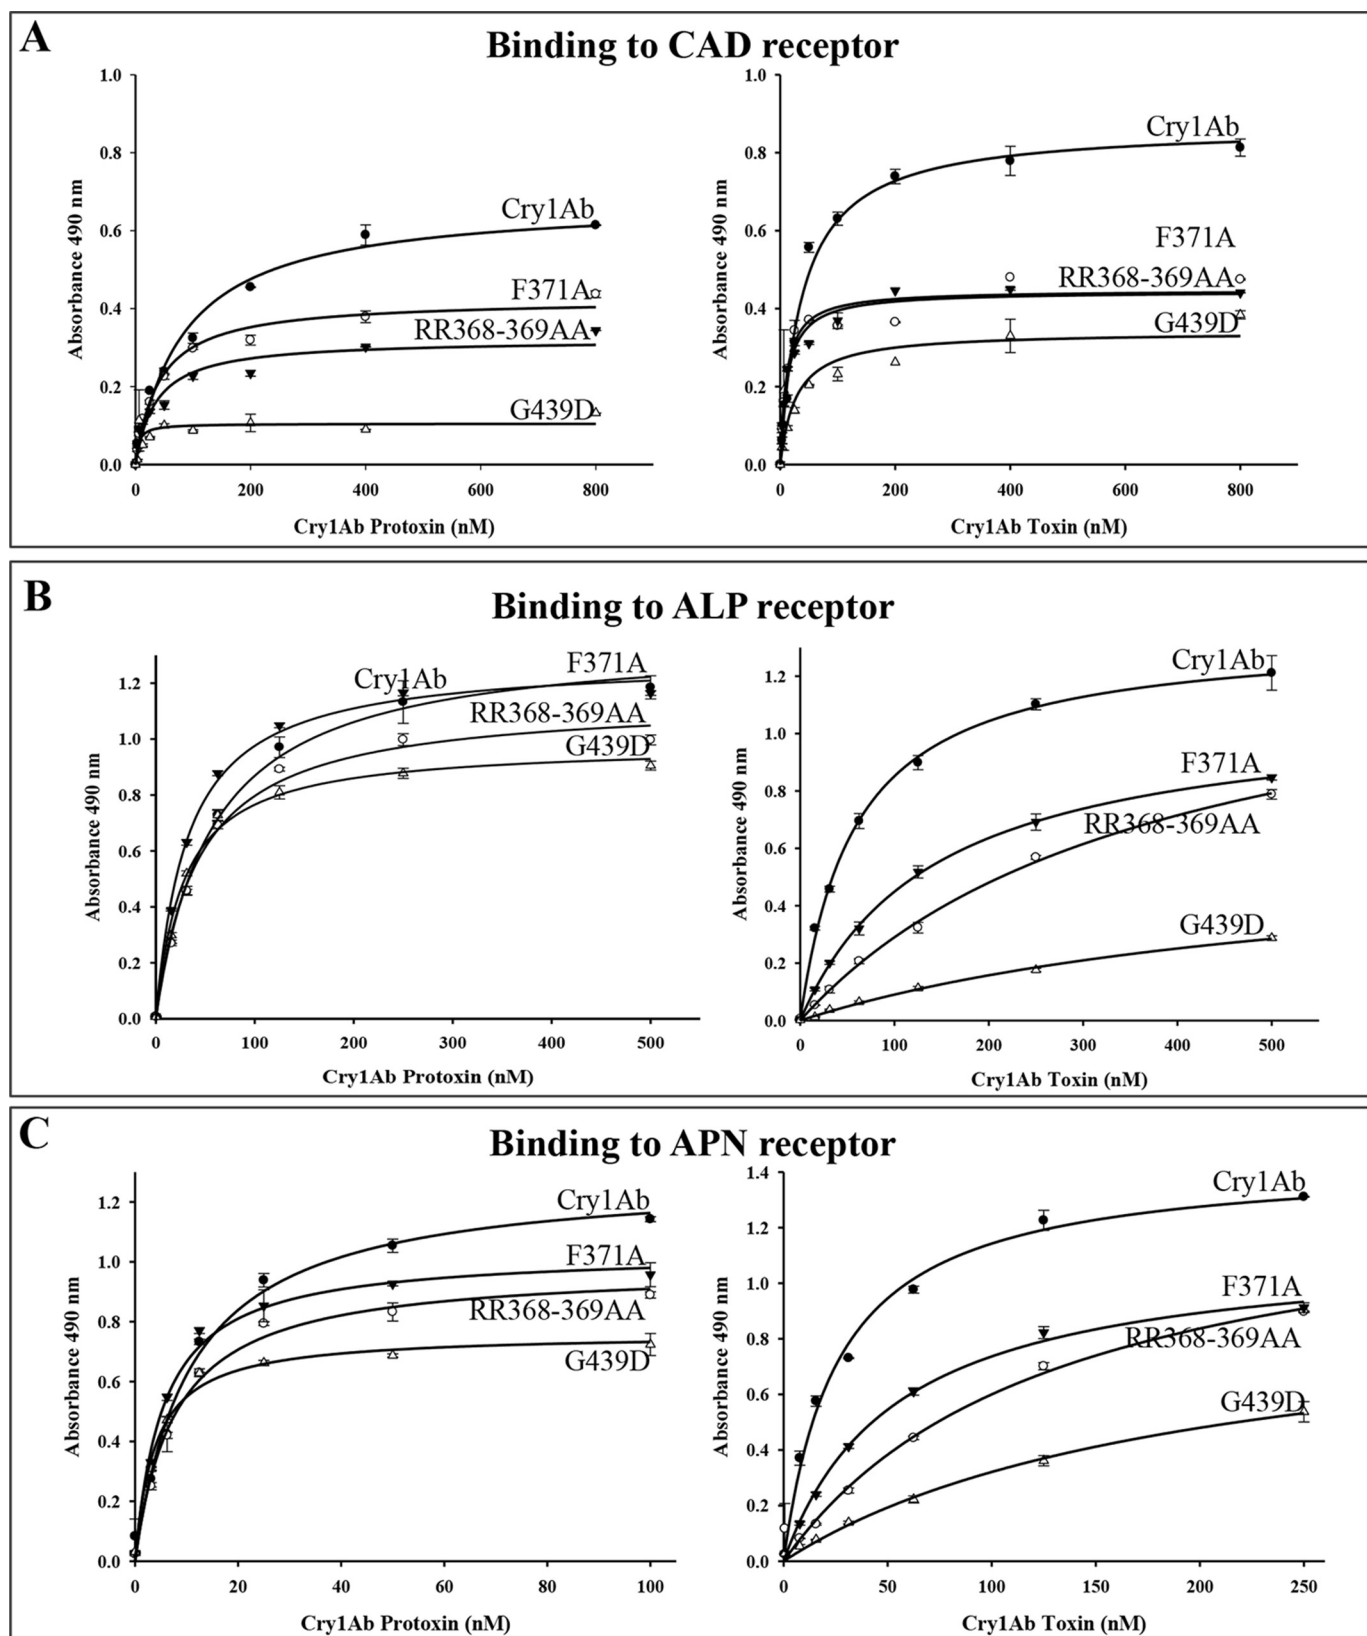 A
Binding to CAD receptor
Absorbance 490 nm
1.0
0.8
0.6
0.4
0.2
0.0
Cry1Ab
F371A
RR368-369AA
G439D
0 200 400 600 800
Cry1Ab Protoxin (nM)
Absorbance 490 nm
1.0
0.8
0.6
0.4
0.2
0.0
Cry1Ab
F371A
RR368-369AA
G439D
0 200 400 600 800
Cry1Ab Toxin (nM)
B
Binding to ALP receptor
Absorbance 490 nm
1.2
1.0
0.8
0.6
0.4
0.2
0.0
Cry1Ab
F371A
RR368-369AA
G439D
0 100 200 300 400 500
Cry1Ab Protoxin (nM)
Absorbance 490 nm
1.2
1.0
0.8
0.6
0.4
0.2
0.0
Cry1Ab
F371A
RR368-369AA
G439D
0 100 200 300 400 500
Cry1Ab Toxin (nM)
C
Binding to APN receptor
Absorbance 490 nm
1.2
1.0
0.8
0.6
0.4
0.2
0.0
Cry1Ab
F371A
RR368-369AA
G439D
0 20 40 60 80 100
Cry1Ab Protoxin (nM)
Absorbance 490 nm
1.4
1.2
1.0
0.8
0.6
0.4
0.2
0.0
Cry1Ab
F371A
RR368-369AA
G439D
0 50 100 150 200 250
Cry1Ab Toxin (nM)